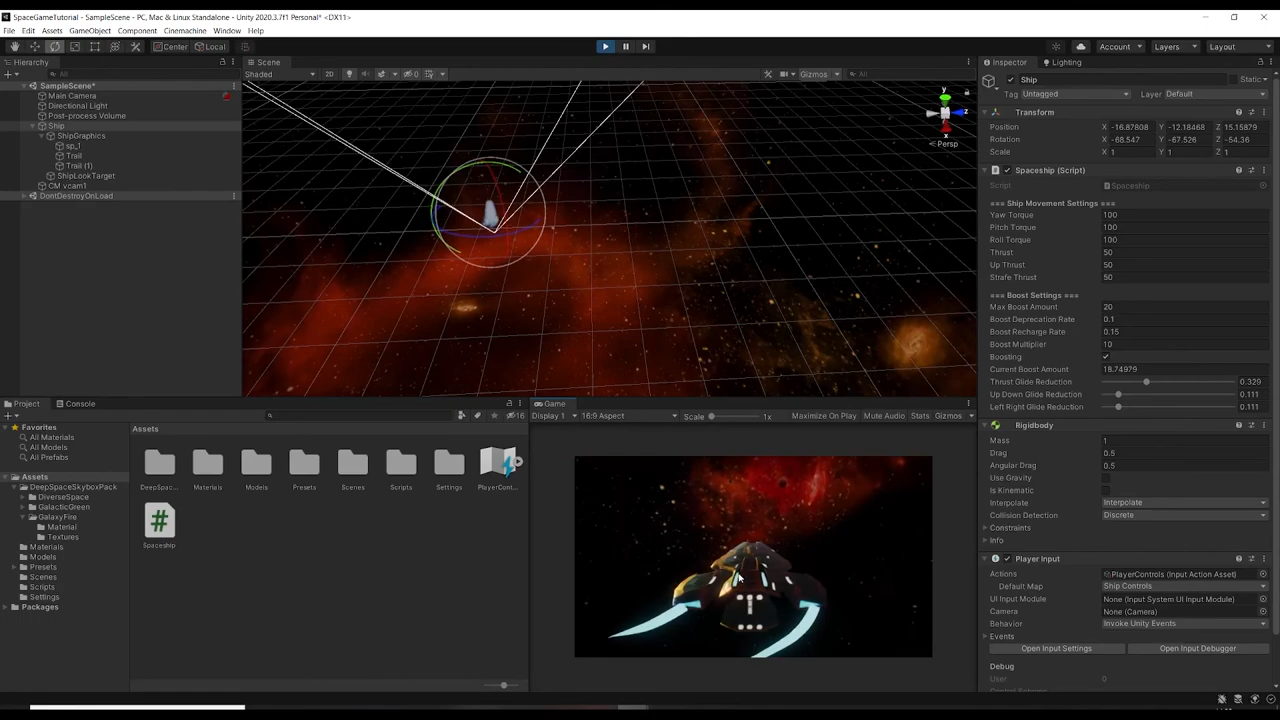 SpaceGameTutorial - SampleScene - PC, Mac & Linux Standalone - Unity 2020.3.7f1 Personal* <DX11>
File Edit Assets GameObject Component Cinemachine Window Help
Center Local Account Layers Layout
Hierarchy
All
SampleScene*
Main Camera
Directional Light
Post-process Volume
Ship
ShipGraphics
sp_1
Trail
Trail (1)
ShipLookTarget
CM vcam1
DontDestroyOnLoad
Scene
Shaded 2D 0 Gizmos All
y
z
x
Persp
Inspector Lighting
Ship Static
Tag Untagged Layer Default
Transform
Position X -16.87808 Y -12.18468 Z 15.15879
Rotation X -68.547 Y -67.526 Z -54.36
Scale X 1 Y 1 Z 1
Spaceship (Script)
Script Spaceship
=== Ship Movement Settings ===
Yaw Torque 100
Pitch Torque 100
Roll Torque 100
Thrust 50
Up Thrust 50
Strafe Thrust 50
=== Boost Settings ===
Max Boost Amount 20
Boost Deprecation Rate 0.1
Boost Recharge Rate 0.15
Boost Multiplier 10
Boosting
Current Boost Amount 18.74979
Thrust Glide Reduction 0.329
Up Down Glide Reduction 0.111
Left Right Glide Reduction 0.111
Rigidbody
Mass 1
Drag 0.5
Angular Drag 0.5
Use Gravity
Is Kinematic
Interpolate Interpolate
Collision Detection Discrete
Constraints
Info
Player Input
Actions PlayerControls (Input Action Asset)
Default Map Ship Controls
UI Input Module None (Input System UI Input Module)
Camera None (Camera)
Behavior Invoke Unity Events
Events
Open Input Settings Open Input Debugger
Debug
User 0
Project Console
16
Favorites
All Materials
All Models
All Prefabs
Assets
DeepSpaceSkyboxPack
DiverseSpace
GalacticGreen
GalaxyFire
Material
Textures
Materials
Models
Presets
Scenes
Scripts
Settings
Packages
Assets
DeepSpac... Materials Models Presets Scenes Scripts Settings PlayerCont...
#
Spaceship
Game
Display 1 16:9 Aspect Scale 1x Maximize On Play Mute Audio Stats Gizmos